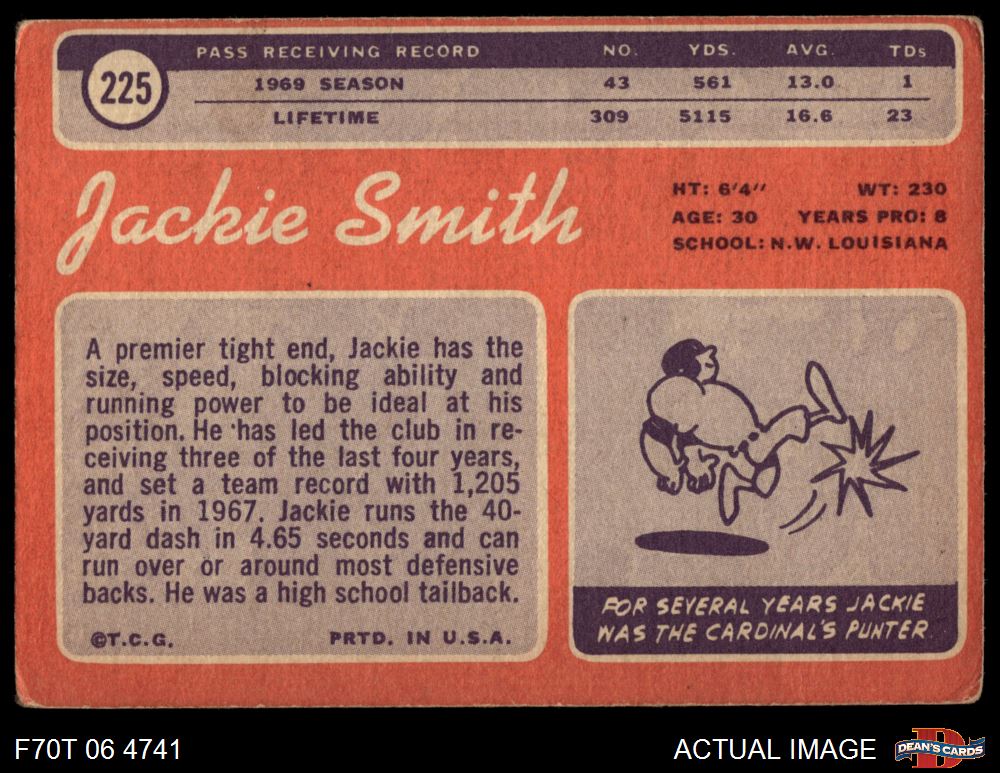 225
PASS RECEIVING RECORD NO. YDS. AVG. TDs
1969 SEASON 43 561 13.0 1
LIFETIME 309 5115 16.6 23
Jackie Smith
HT: 6'4" WT: 230
AGE: 30 YEARS PRO: 8
SCHOOL: N.W. LOUISIANA
A premier tight end, Jackie has the
size, speed, blocking ability and
running power to be ideal at his
position. He has led the club in re-
ceiving three of the last four years,
and set a team record with 1,205
yards in 1967. Jackie runs the 40-
yard dash in 4.65 seconds and can
run over or around most defensive
backs. He was a high school tailback.
©T.C.G. PRTD. IN U.S.A.
FOR SEVERAL YEARS JACKIE
WAS THE CARDINAL'S PUNTER
F70T 06 4741
ACTUAL IMAGE
D
DEAN'S CARDS